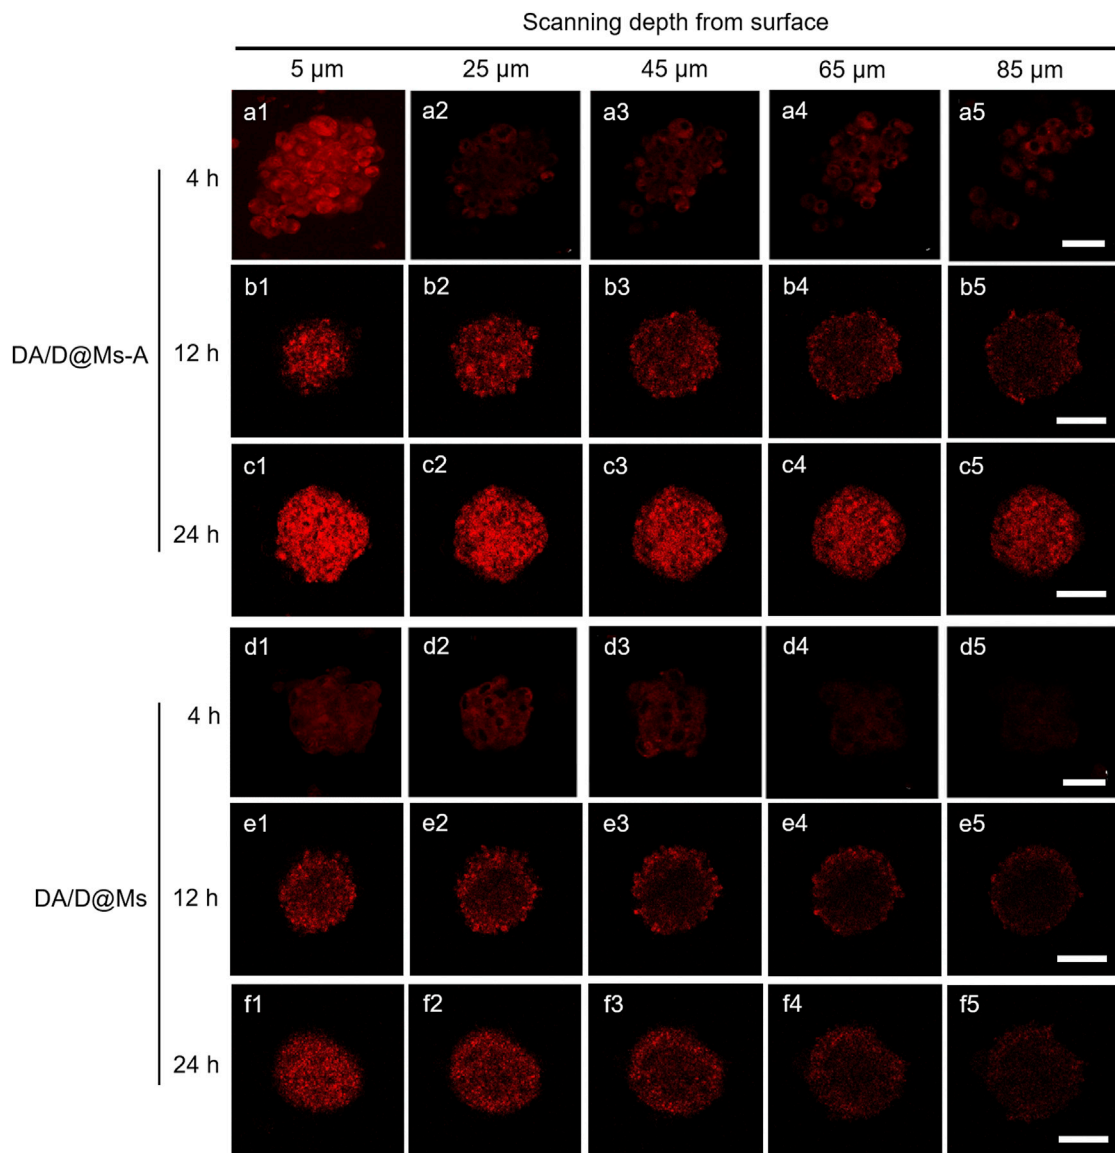 Scanning depth from surface
5 μm 25 μm 45 μm 65 μm 85 μm
a1 a2 a3 a4 a5
4 h
b1 b2 b3 b4 b5
DA/D@Ms-A 12 h
c1 c2 c3 c4 c5
24 h
d1 d2 d3 d4 d5
4 h
e1 e2 e3 e4 e5
DA/D@Ms 12 h
f1 f2 f3 f4 f5
24 h